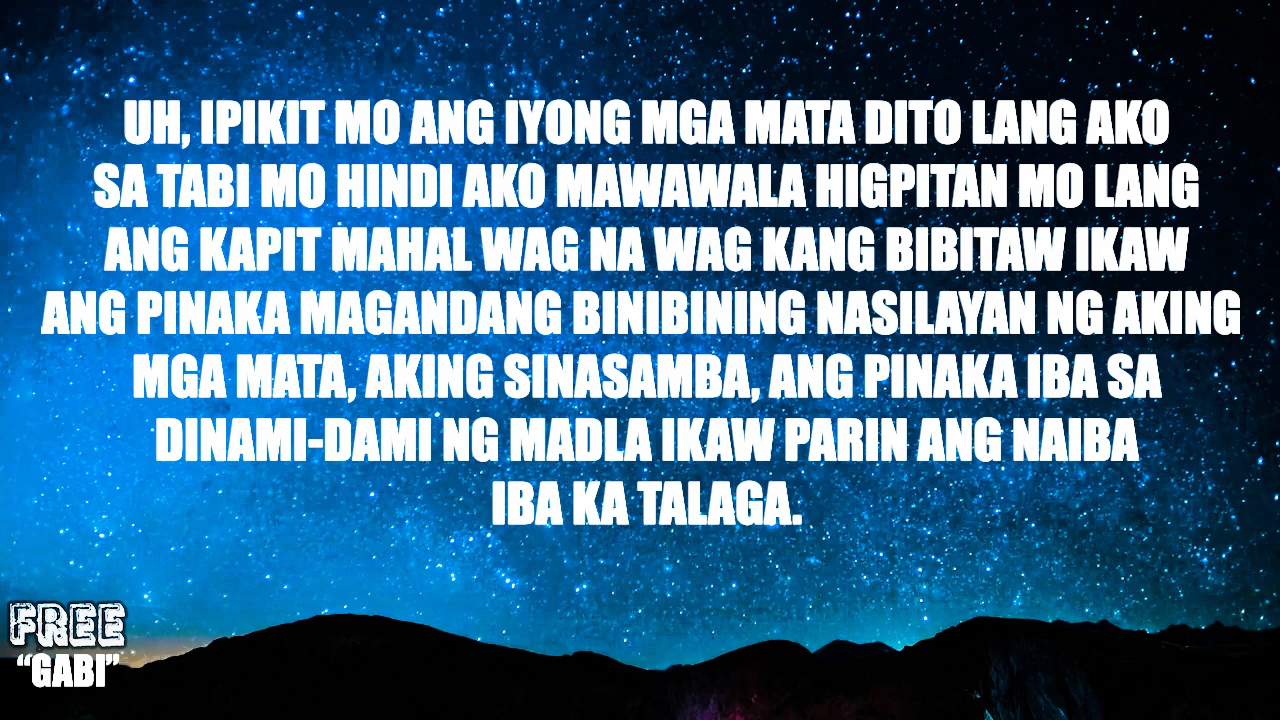 UH, IPIKIT MO ANG IYONG MGA MATA DITO LANG AKO
SA TABI MO HINDI AKO MAWAWALA HIGPITAN MO LANG
ANG KAPIT MAHAL WAG NA WAG KANG BIBITAW IKAW
ANG PINAKA MAGANDANG BINIBINING NASILAYAN NG AKING
MGA MATA, AKING SINASAMBA, ANG PINAKA IBA SA
DINAMI-DAMI NG MADLA IKAW PARIN ANG NAIBA
IBA KA TALAGA.
FREE
“GABI”